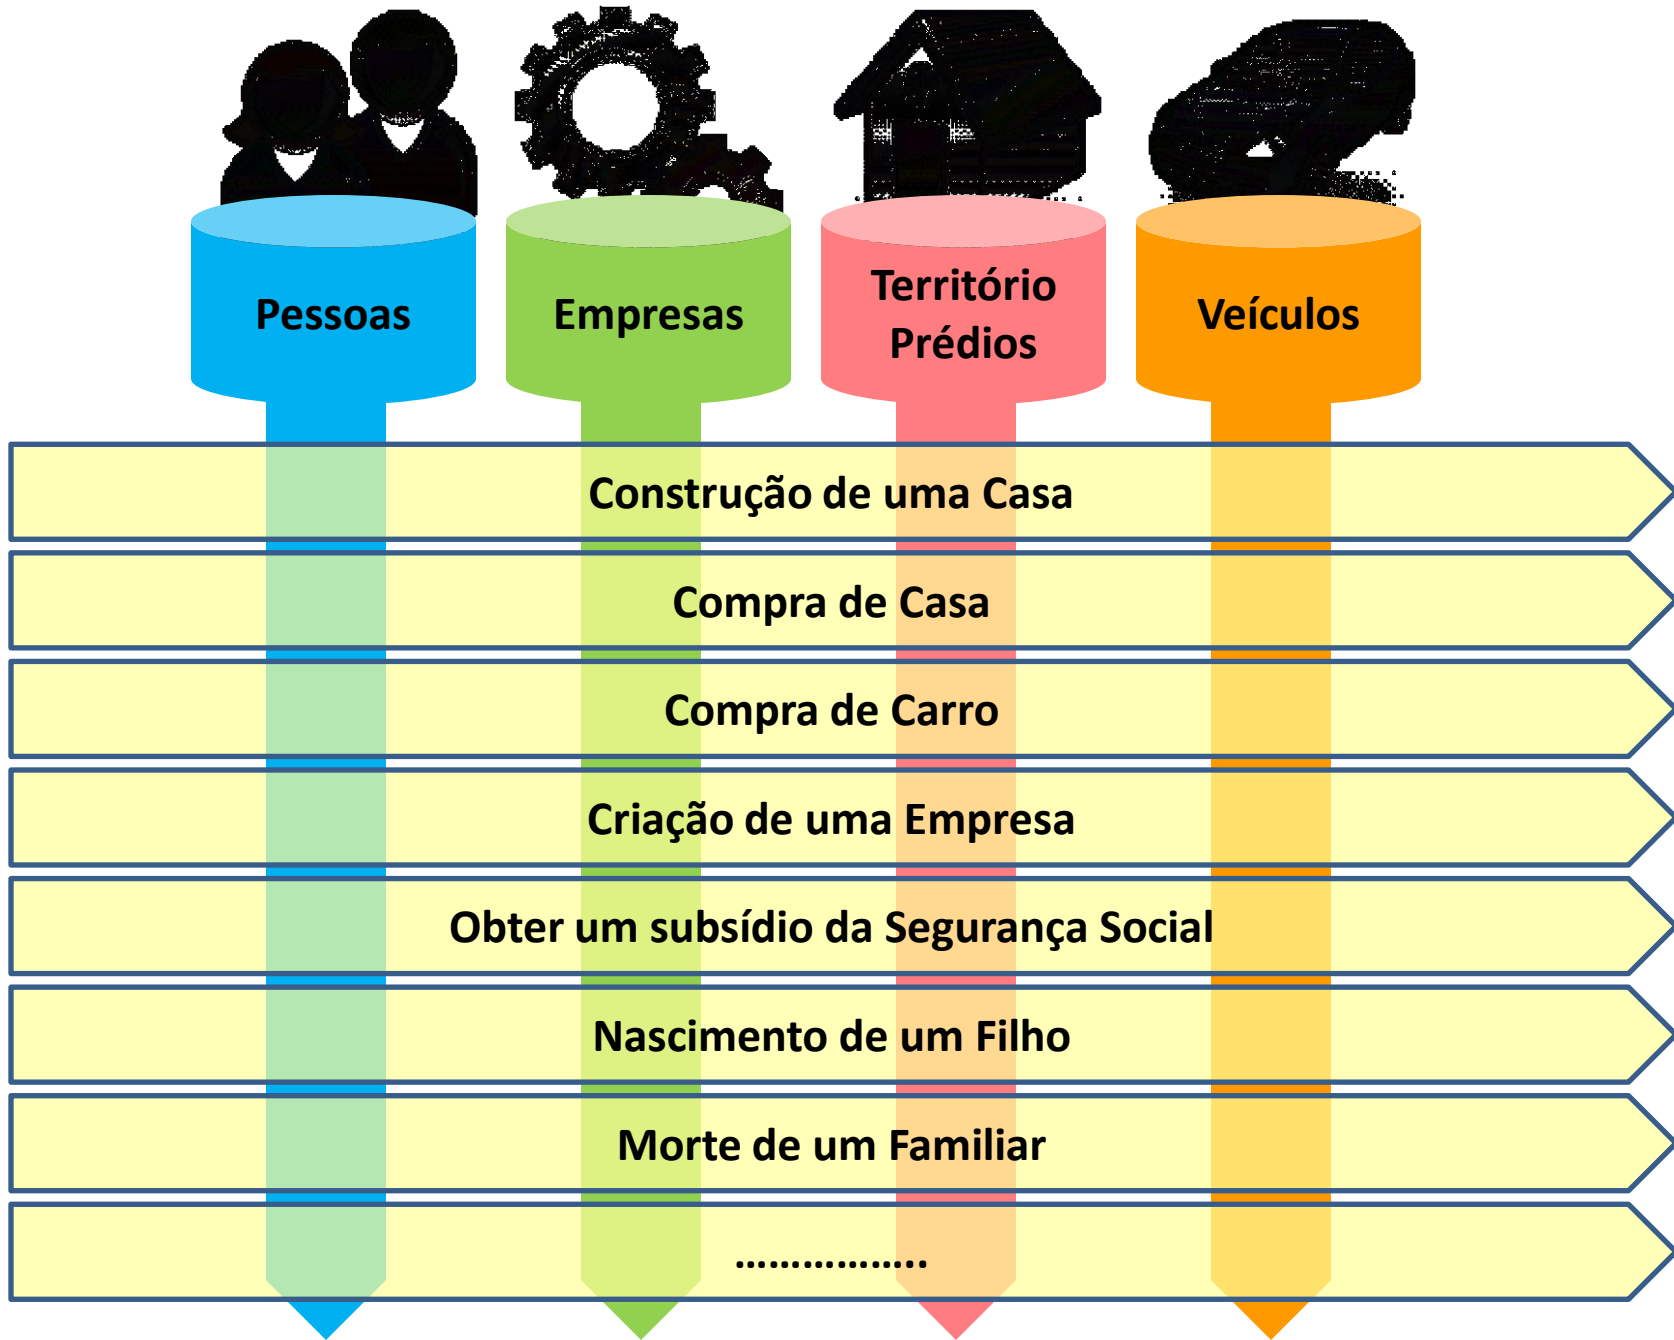 Pessoas
Empresas
Território
Prédios
Veículos
Construção de uma Casa
Compra de Casa
Compra de Carro
Criação de uma Empresa
Obter um subsídio da Segurança Social
Nascimento de um Filho
Morte de um Familiar
……………..